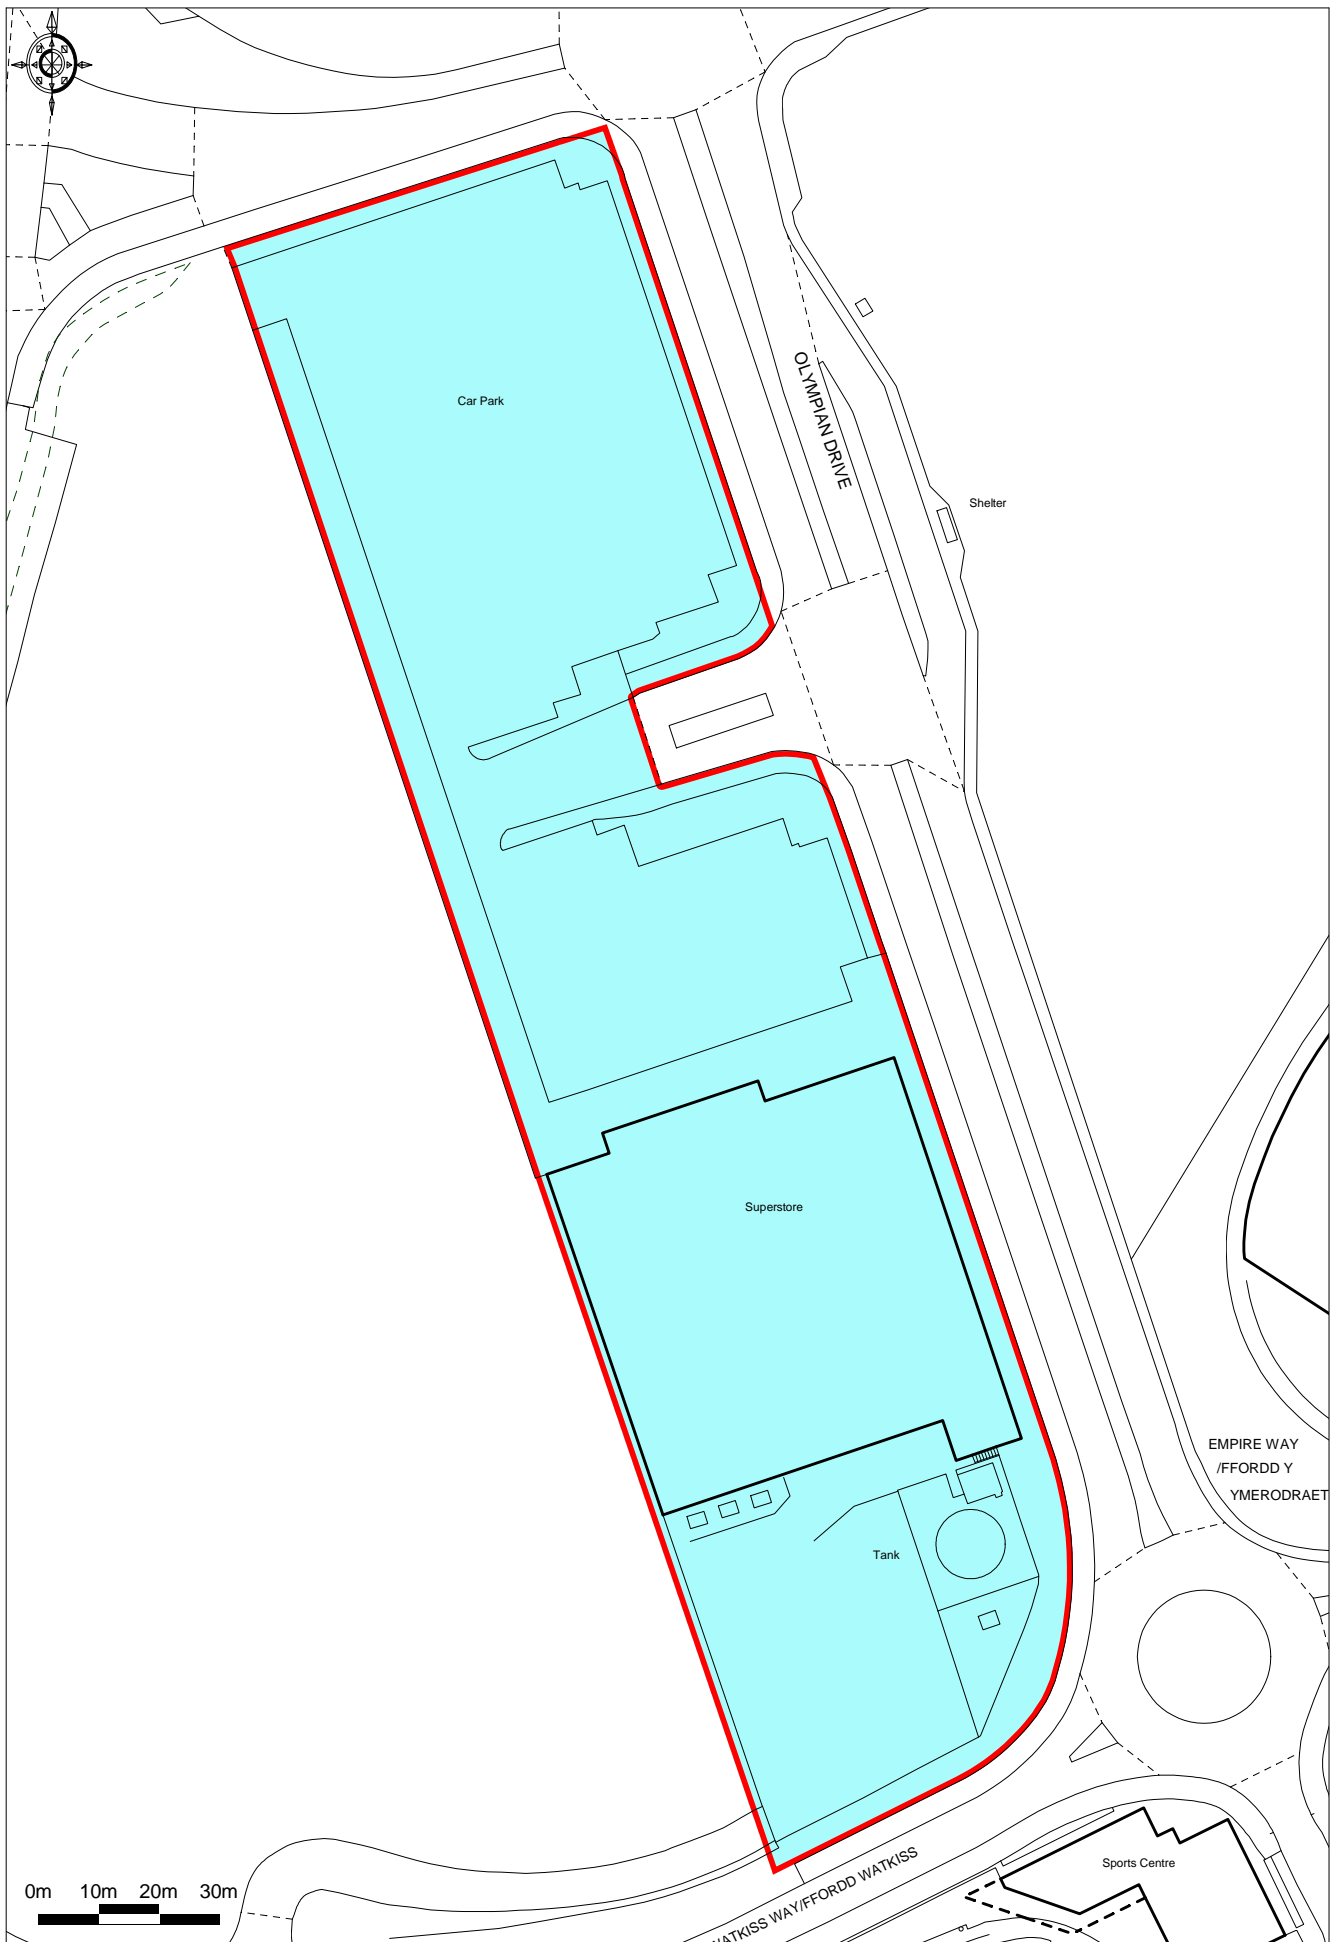 Car Park
OLYMPIAN DRIVE
Shelter
Superstore
EMPIRE WAY
/FFORDD Y
YMERODRAET
Tank
Sports Centre
WATKISS WAY/FFORDD WATKISS
0m 10m 20m 30m